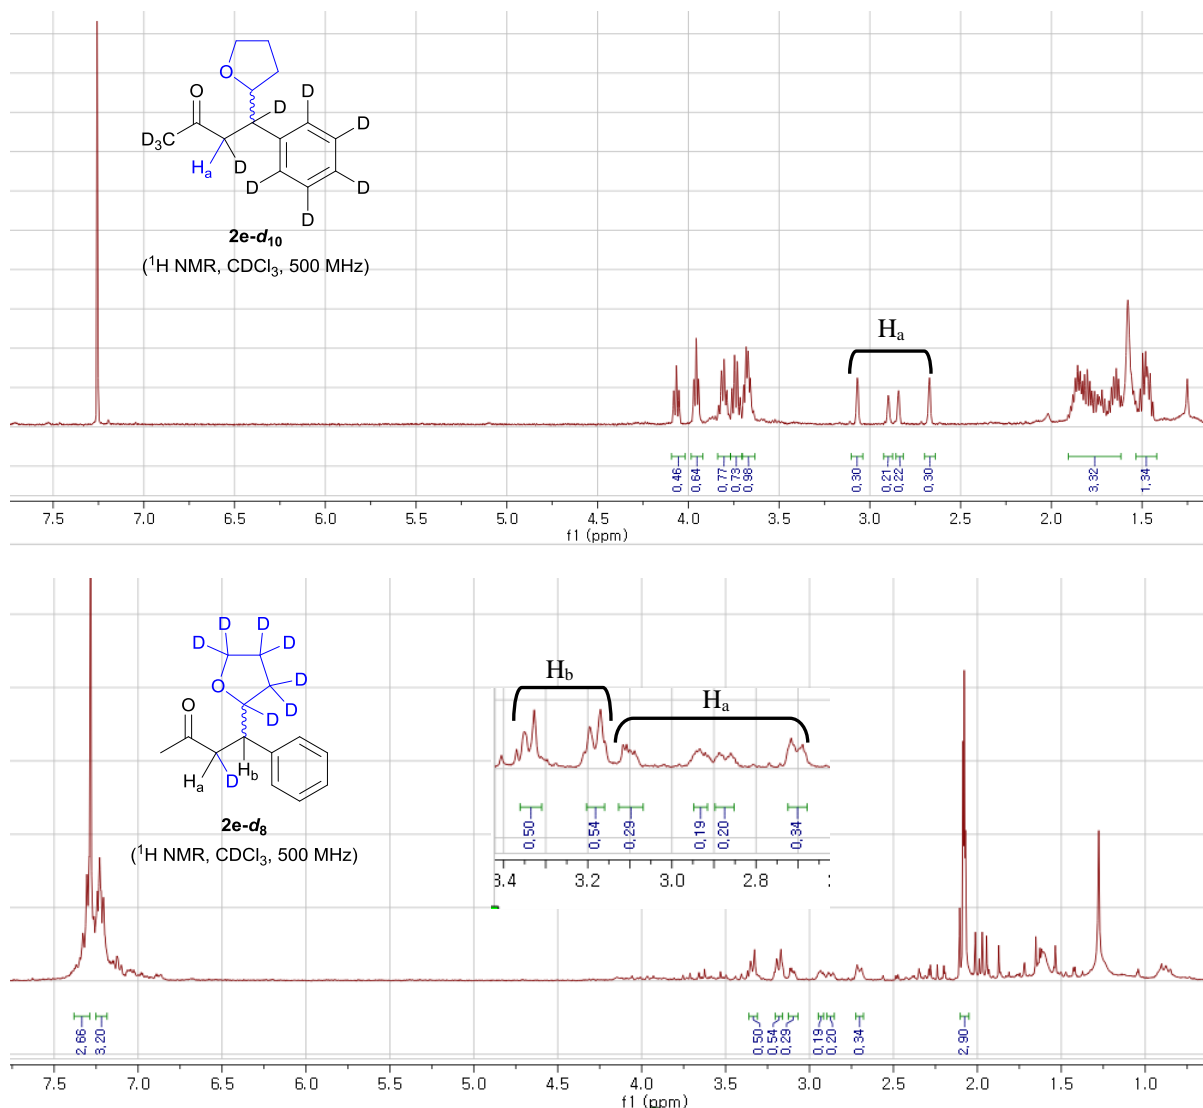 O
D
D
D
O
D3C
Ha
D
D
D
D
2e-d10
(1H NMR, CDCl3, 500 MHz)
Ha
0,46
0,64
0,77
0,73
0,98
0,30
0,21
0,22
0,30
3,32
1,34
7.5 7.0 6.5 6.0 5.5 5.0 4.5 4.0 3.5 3.0 2.5 2.0 1.5
f1 (ppm)
D D
D D
D
O D
D
O
Hb
Ha D
2e-d8
(1H NMR, CDCl3, 500 MHz)
Hb
Ha
0,50
0,54
0,29
0,19
0,20
0,34
3.4 3.2 3.0 2.8
2,66
3,20
0,50
0,54
0,29
0,19
0,20
0,34
2,90
7.5 7.0 6.5 6.0 5.5 5.0 4.5 4.0 3.5 3.0 2.5 2.0 1.5 1.0
f1 (ppm)